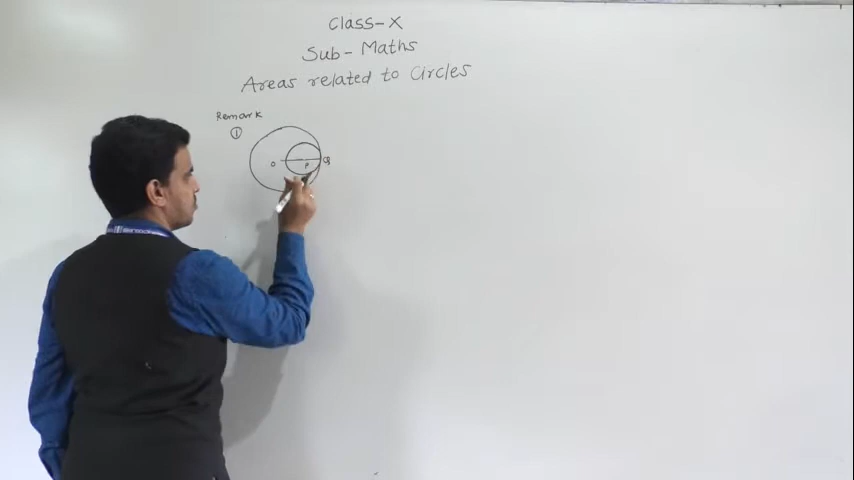 Class-X
Sub-Maths
Areas related to Circles
Remark
①
O P Q